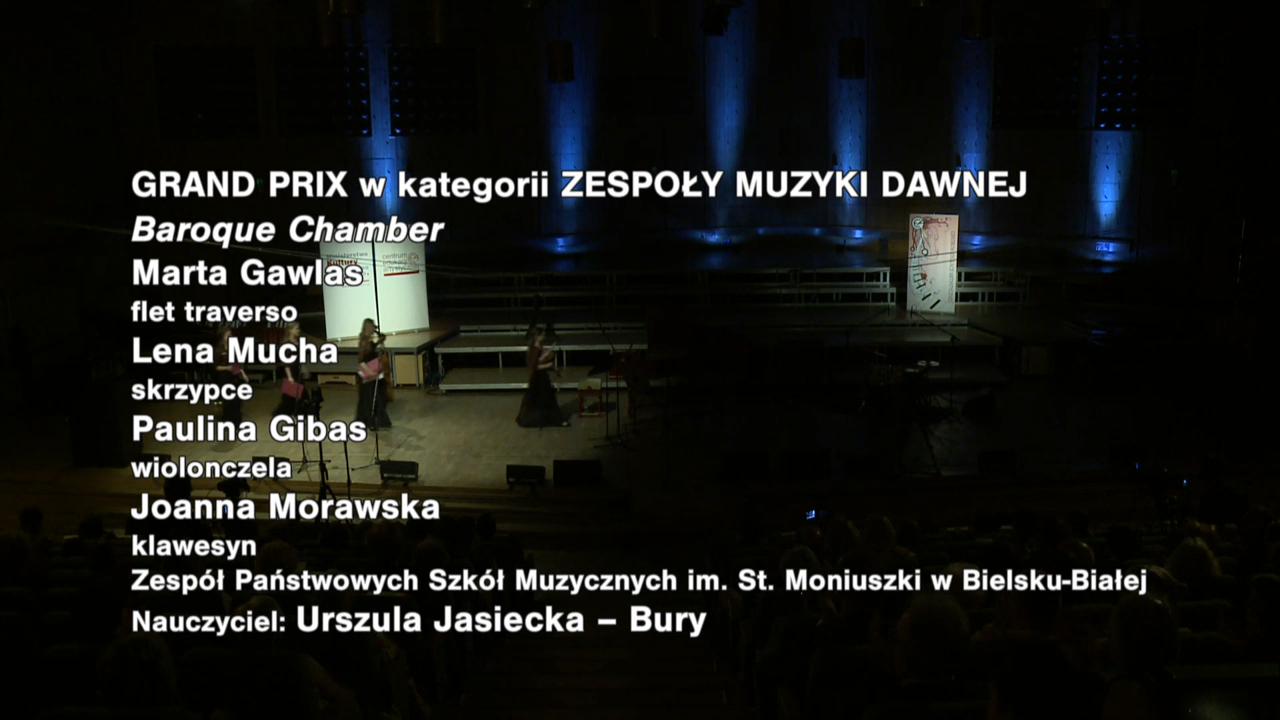 GRAND PRIX w kategorii ZESPOŁY MUZYKI DAWNEJ
Baroque Chamber
Marta Gawlas
flet traverso
Lena Mucha
skrzypce
Paulina Gibas
wiolonczela
Joanna Morawska
klawesyn
Zespół Państwowych Szkół Muzycznych im. St. Moniuszki w Bielsku-Białej
Nauczyciel: Urszula Jasiecka – Bury